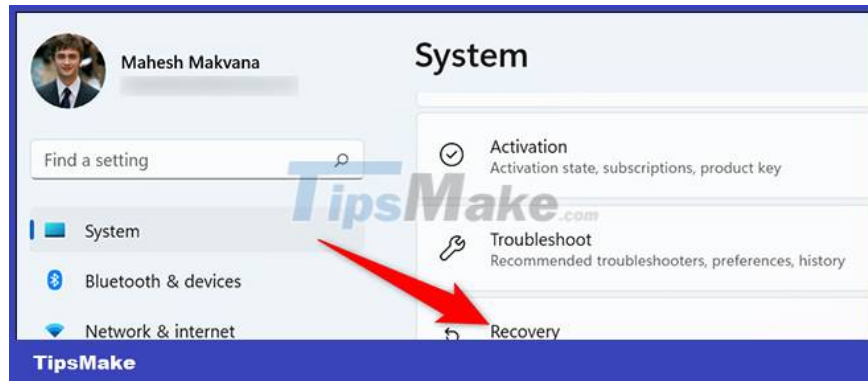 Mahesh Makvana
System
Find a setting
Activation
Activation state, subscriptions, product key
TipsMake.com
System
Troubleshoot
Recommended troubleshooters, preferences, history
Bluetooth & devices
Network & internet
Recovery
TipsMake